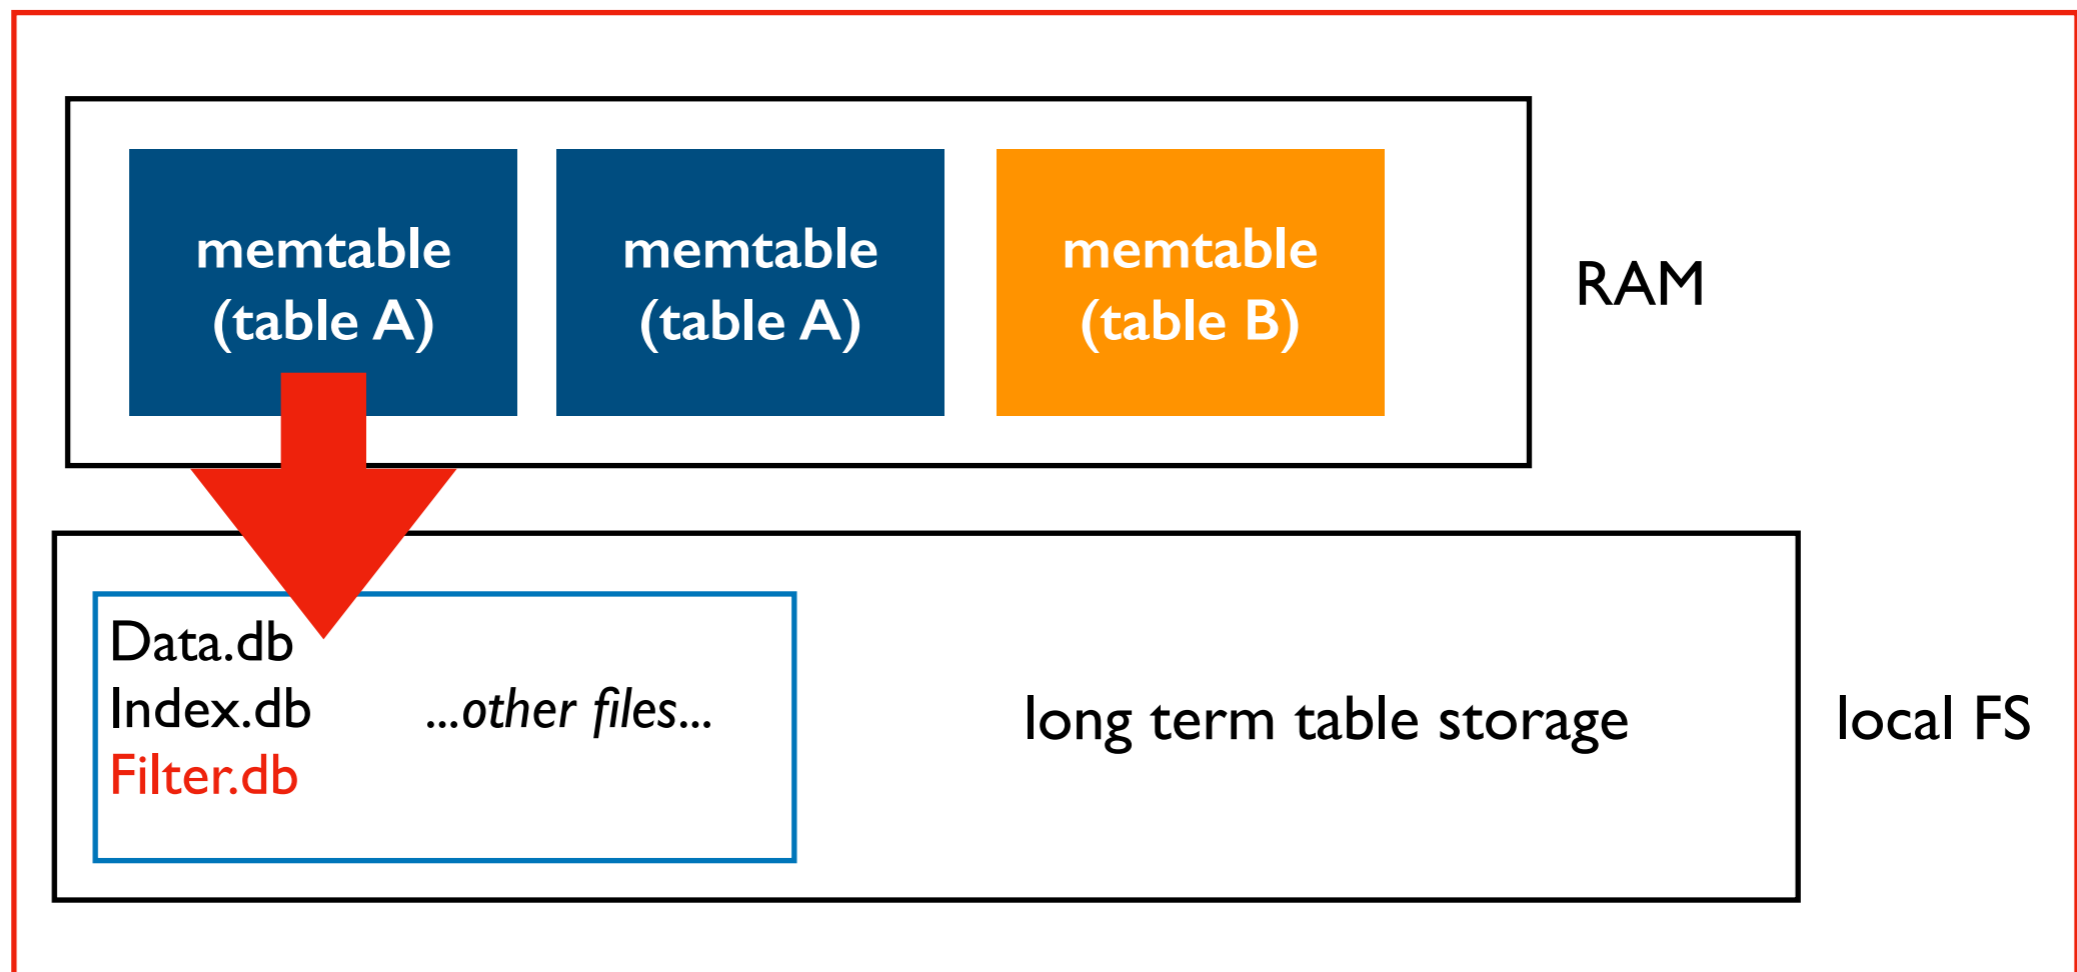 memtable
(table A)
memtable
(table A)
memtable
(table B)
RAM
Data.db
Index.db
Filter.db
...other files...
long term table storage
local FS